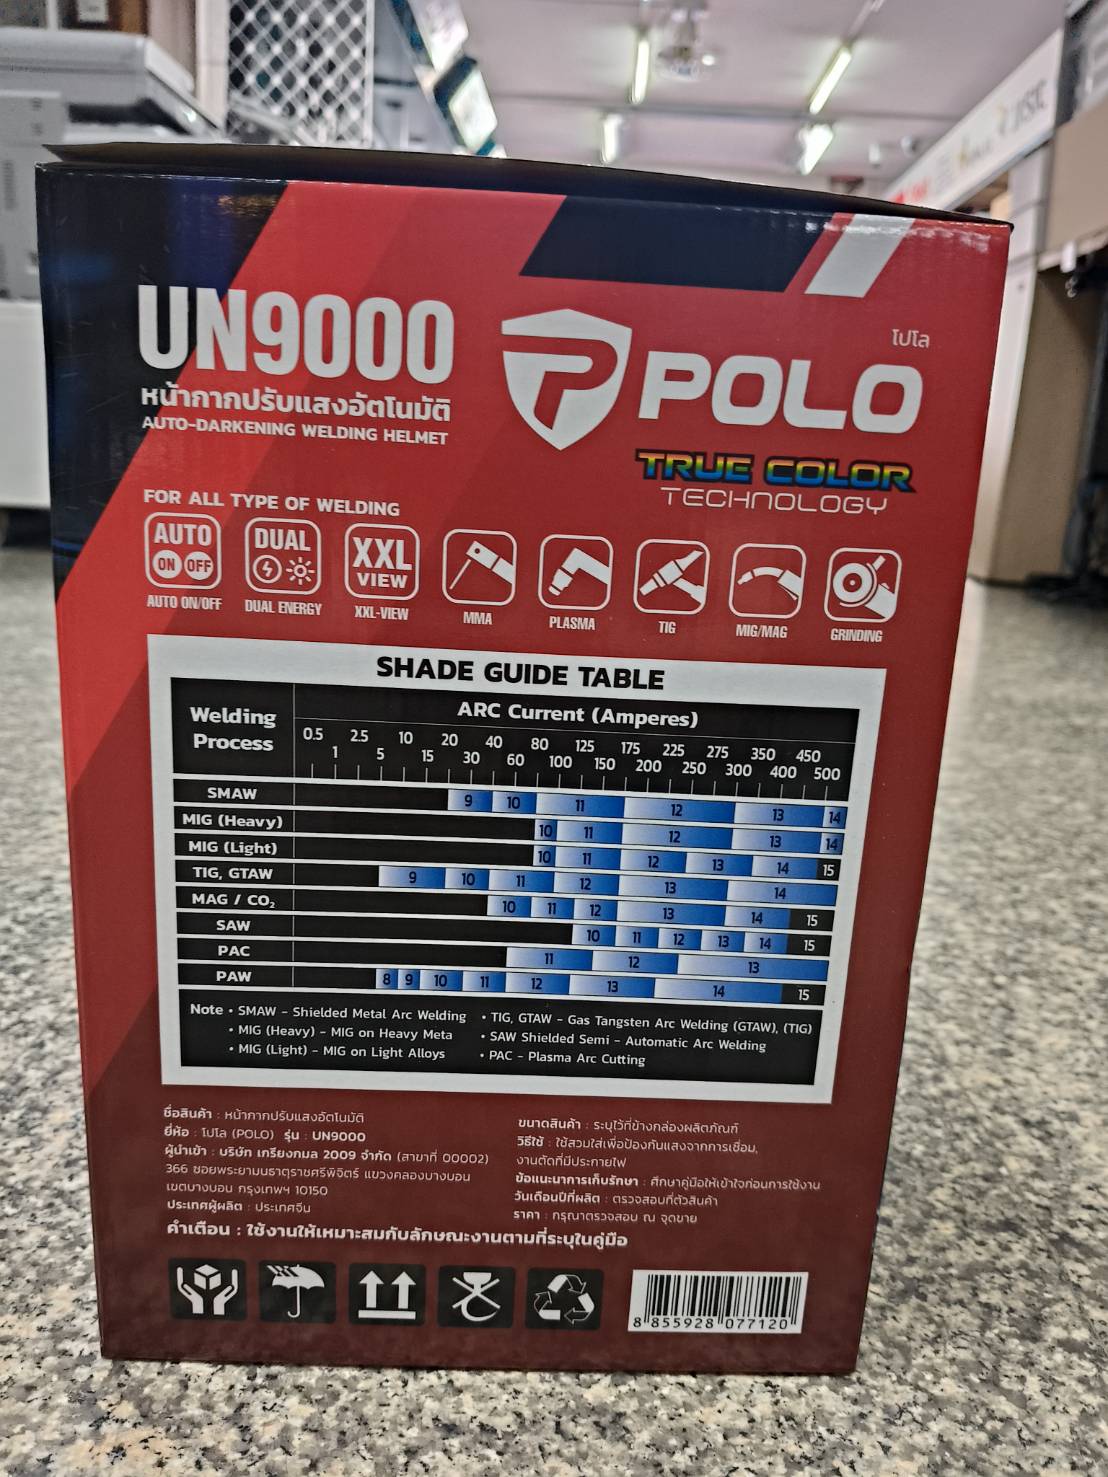 UN9000
หน้ากากปรับแสงอัตโนมัติ
AUTO-DARKENING WELDING HELMET
โปโล
POLO
TRUE COLOR
TECHNOLOGY
FOR ALL TYPE OF WELDING
AUTO ON OFF
DUAL
XXL VIEW
AUTO ON/OFF
DUAL ENERGY
XXL-VIEW
MMA
PLASMA
TIG
MIG/MAG
GRINDING
SHADE GUIDE TABLE
Welding Process
ARC Current (Amperes)
0.5 2.5 10 20 40 80 125 175 225 275 350 450
1 5 15 30 60 100 150 200 250 300 400 500
SMAW 9 10 11 12 13 14
MIG (Heavy) 10 11 12 13 14
MIG (Light) 10 11 12 13 14 15
TIG, GTAW 9 10 11 12 13 14
MAG / CO₂ 10 11 12 13 14 15
SAW 10 11 12 13 14 15
PAC 11 12 13
PAW 8 9 10 11 12 13 14 15
Note • SMAW - Shielded Metal Arc Welding
• MIG (Heavy) - MIG on Heavy Meta
• MIG (Light) - MIG on Light Alloys
• TIG, GTAW - Gas Tangsten Arc Welding (GTAW), (TIG)
• SAW Shielded Semi - Automatic Arc Welding
• PAC - Plasma Arc Cutting
ชื่อสินค้า : หน้ากากปรับแสงอัตโนมัติ
ยี่ห้อ : โปโล (POLO) รุ่น : UN9000
ผู้นำเข้า : บริษัท เกรียงกมล 2009 จำกัด (สาขาที่ 00002)
366 ซอยพระยามนธาตุราชศรีพิจิตร์ แขวงคลองบางบอน
เขตบางบอน กรุงเทพฯ 10150
ประเทศผู้ผลิต : ประเทศจีน
ขนาดสินค้า : ระบุไว้ที่ข้างกล่องผลิตภัณฑ์
วิธีใช้ : ใช้สวมใส่เพื่อป้องกันแสงจากการเชื่อม,
งานตัดที่มีประกายไฟ
ข้อแนะนำการเก็บรักษา : ศึกษาคู่มือให้เข้าใจก่อนการใช้งาน
วันเดือนปีที่ผลิต : ตรวจสอบที่ตัวสินค้า
ราคา : กรุณาตรวจสอบ ณ จุดขาย
คำเตือน : ใช้งานให้เหมาะสมกับลักษณะงานตามที่ระบุในคู่มือ
8 855928 077120